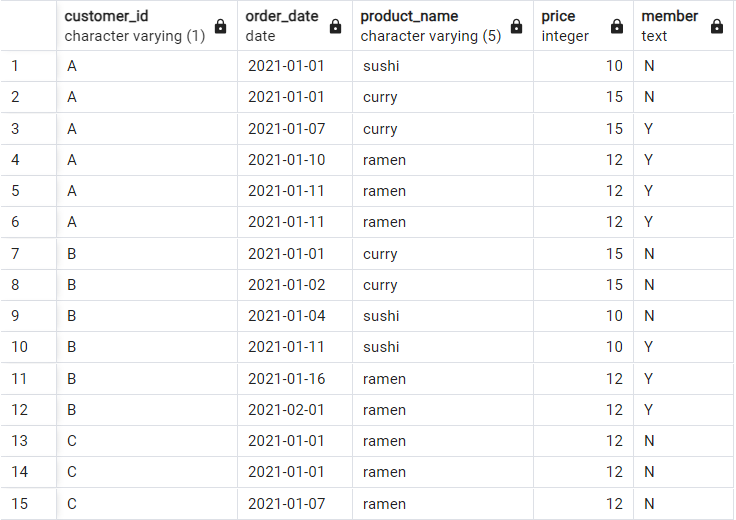 customer_id order_date product_name price member
character varying (1) date character varying (5) integer text
1 A 2021-01-01 sushi 10 N
2 A 2021-01-01 curry 15 N
3 A 2021-01-07 curry 15 Y
4 A 2021-01-10 ramen 12 Y
5 A 2021-01-11 ramen 12 Y
6 A 2021-01-11 ramen 12 Y
7 B 2021-01-01 curry 15 N
8 B 2021-01-02 curry 15 N
9 B 2021-01-04 sushi 10 N
10 B 2021-01-11 sushi 10 Y
11 B 2021-01-16 ramen 12 Y
12 B 2021-02-01 ramen 12 Y
13 C 2021-01-01 ramen 12 N
14 C 2021-01-01 ramen 12 N
15 C 2021-01-07 ramen 12 N